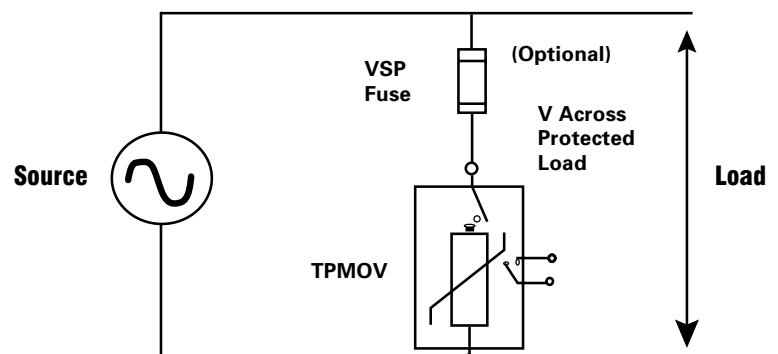 (Optional)
VSP
Fuse
V Across
Protected
Load
Source
Load
TPMOV